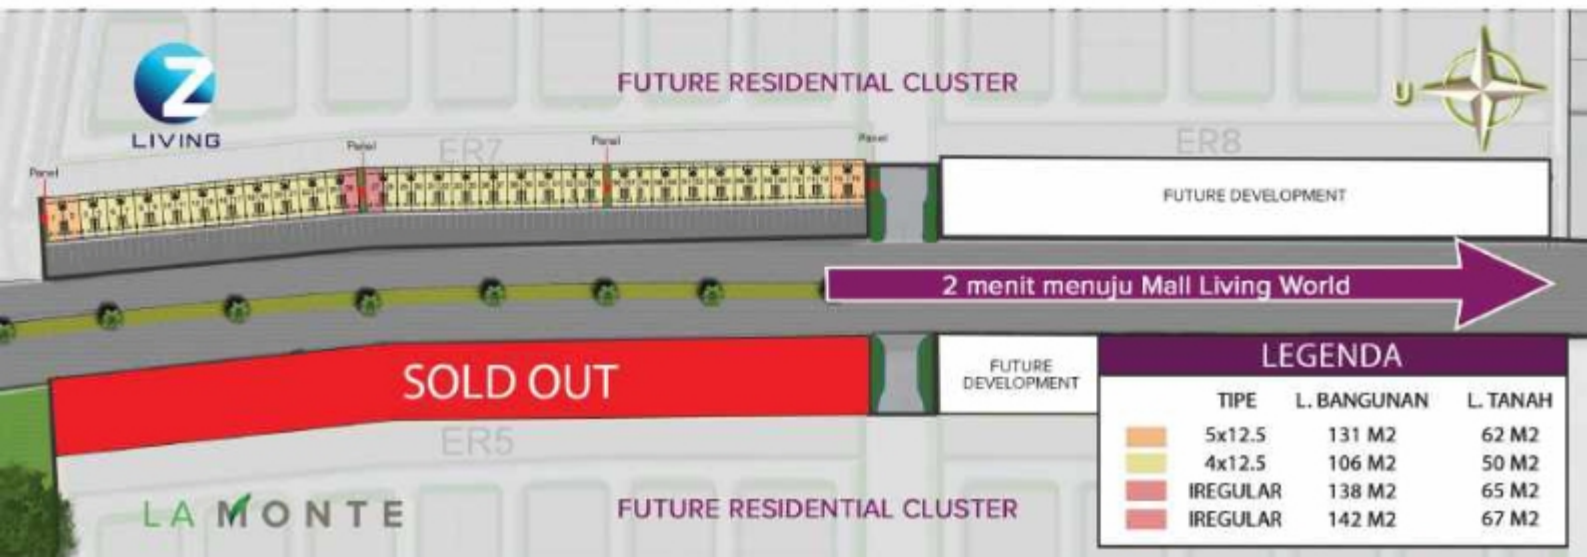 Z
LIVING
FUTURE RESIDENTIAL CLUSTER
U
Panel
Panel
Panel
Panel
ER7
ER8
FUTURE DEVELOPMENT
2 menit menuju Mall Living World
SOLD OUT
FUTURE
DEVELOPMENT
ER5
LA MONTE
FUTURE RESIDENTIAL CLUSTER
LEGENDA
TIPE L. BANGUNAN L. TANAH
5x12.5 131 M2 62 M2
4x12.5 106 M2 50 M2
IREGULAR 138 M2 65 M2
IREGULAR 142 M2 67 M2